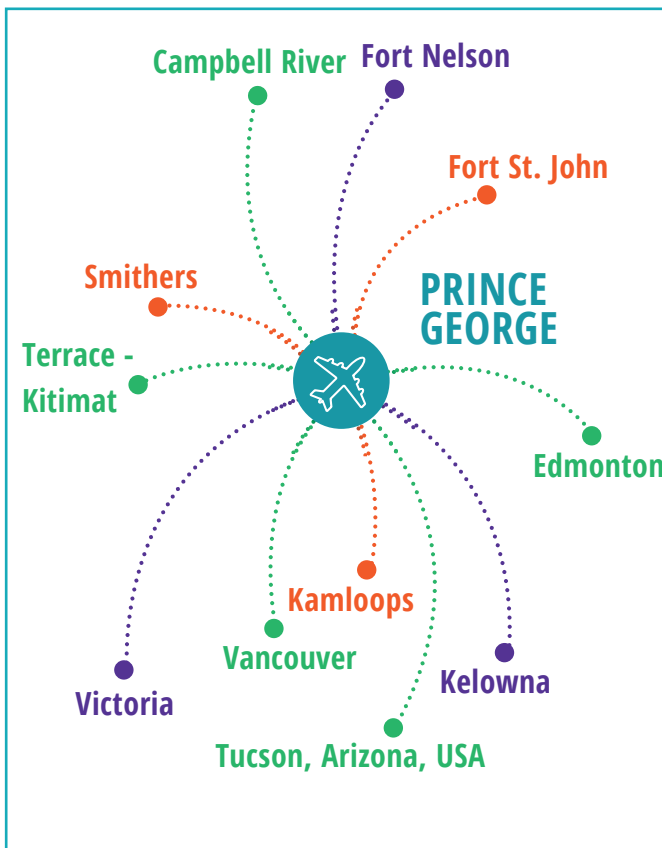 Campbell River
Fort Nelson
Fort St. John
Smithers
PRINCE
GEORGE
Terrace -
Kitimat
Edmonton
Kamloops
Vancouver
Kelowna
Victoria
Tucson, Arizona, USA